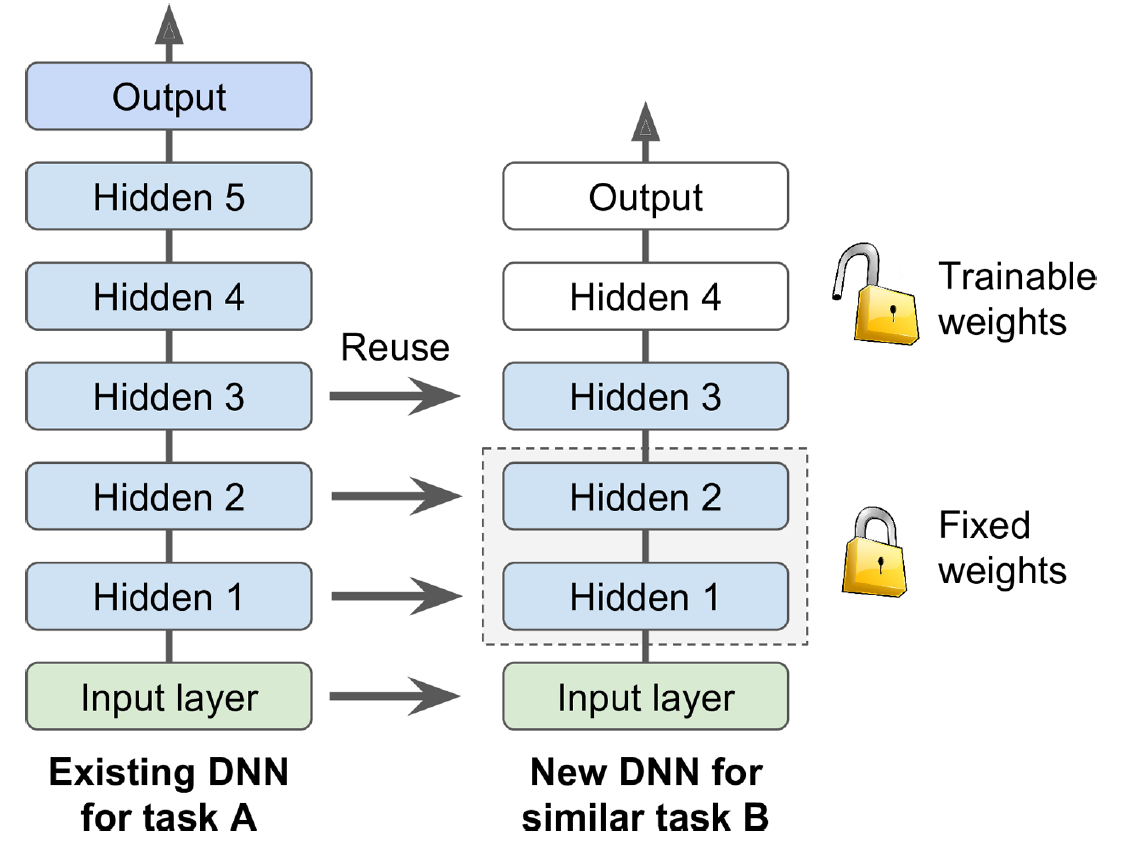 Output
Hidden 5
Hidden 4
Hidden 3
Hidden 2
Hidden 1
Input layer
Existing DNN
for task A
Reuse
Output
Hidden 4
Hidden 3
Hidden 2
Hidden 1
Input layer
New DNN for
similar task B
Trainable
weights
Fixed
weights